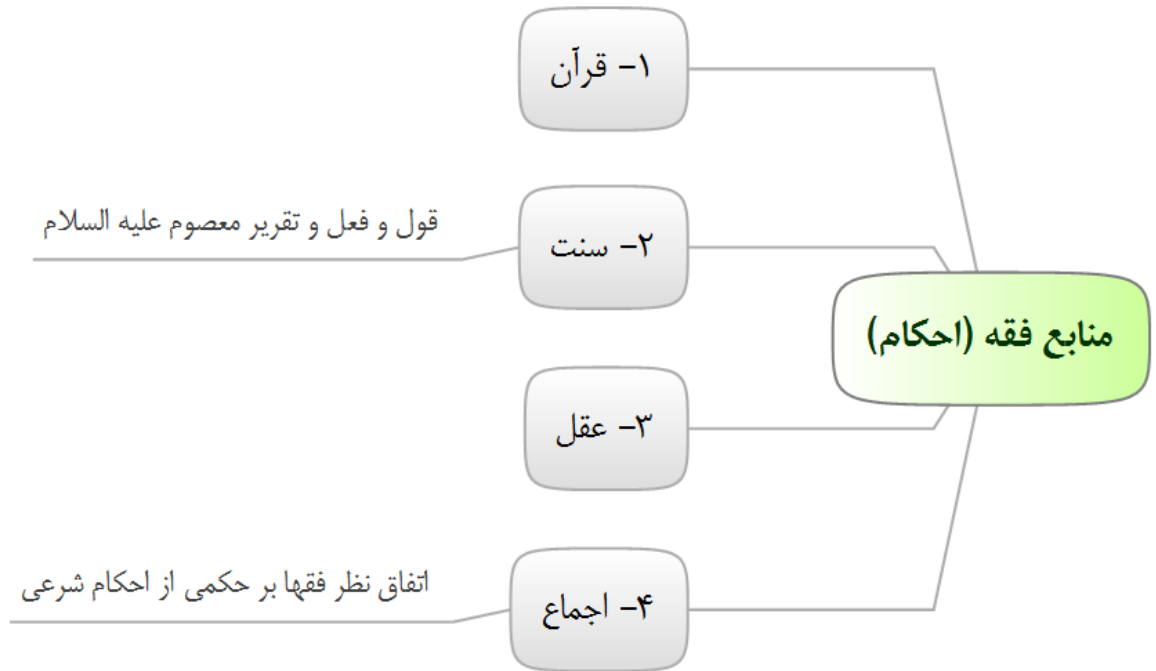 منابع فقه (احکام)
۱– قرآن
۲– سنت
قول و فعل و تقریر معصوم علیه السلام
۳– عقل
۴– اجماع
اتفاق نظر فقها بر حکمی از احکام شرعی